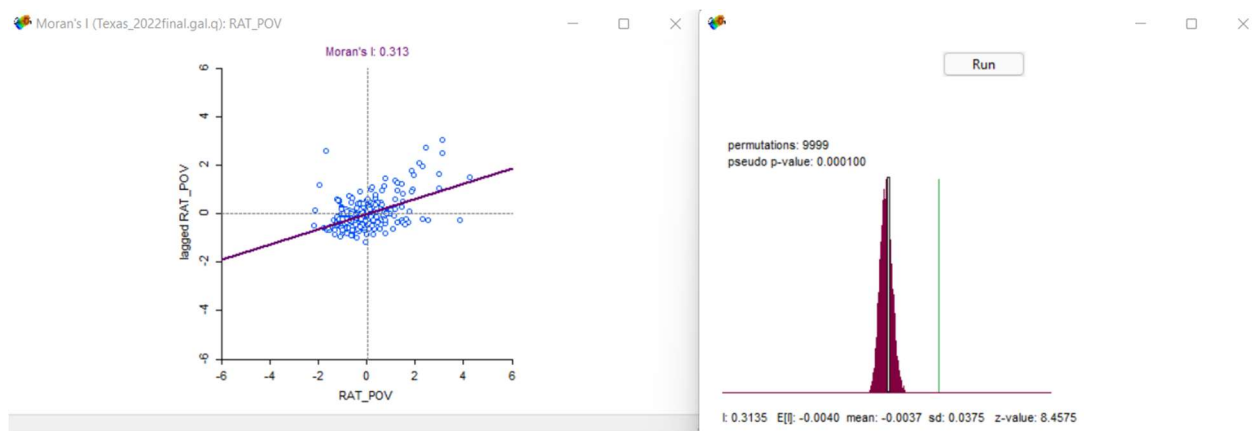 Moran's I (Texas_2022final.gal.q): RAT_POV
Moran's I: 0.313
6
4
2
0
-2
-4
-6
lagged RAT_POV
-6 -4 -2 0 2 4 6
RAT_POV
Run
permutations: 9999
pseudo p-value: 0.000100
I: 0.3135 E[I]: -0.0040 mean: -0.0037 sd: 0.0375 z-value: 8.4575